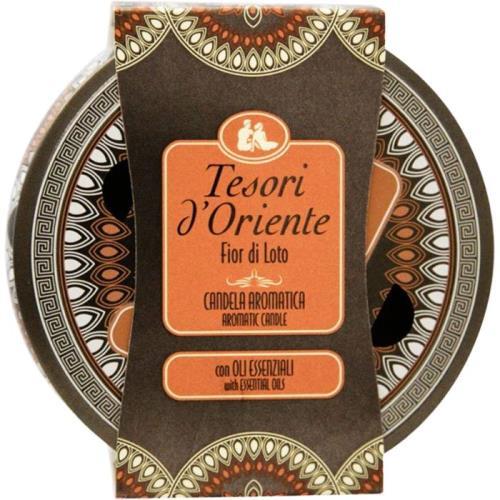 Tesori
d'Oriente
Fior di Loto
CANDELA AROMATICA
AROMATIC CANDLE
con OLI ESSENZIALI
with ESSENTIAL OILS